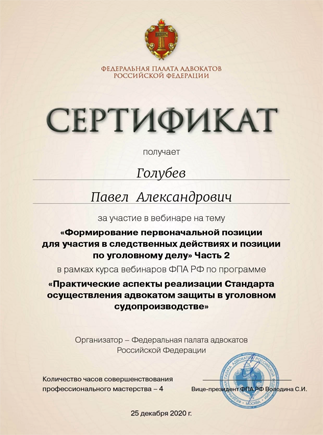 ФЕДЕРАЛЬНАЯ ПАЛАТА АДВОКАТОВ
РОССИЙСКОЙ ФЕДЕРАЦИИ
СЕРТИФИКАТ
получает
Голубев
Павел Александрович
за участие в вебинаре на тему
«Формирование первоначальной позиции
для участия в следственных действиях и позиции
по уголовному делу» Часть 2
в рамках курса вебинаров ФПА РФ по программе
«Практические аспекты реализации Стандарта
осуществления адвокатом защиты в уголовном
судопроизводстве»
Организатор – Федеральная палата адвокатов
Российской Федерации
Количество часов совершенствования
профессионального мастерства – 4
Вице-президент ФПА РФ Володина С.И.
25 декабря 2020 г.